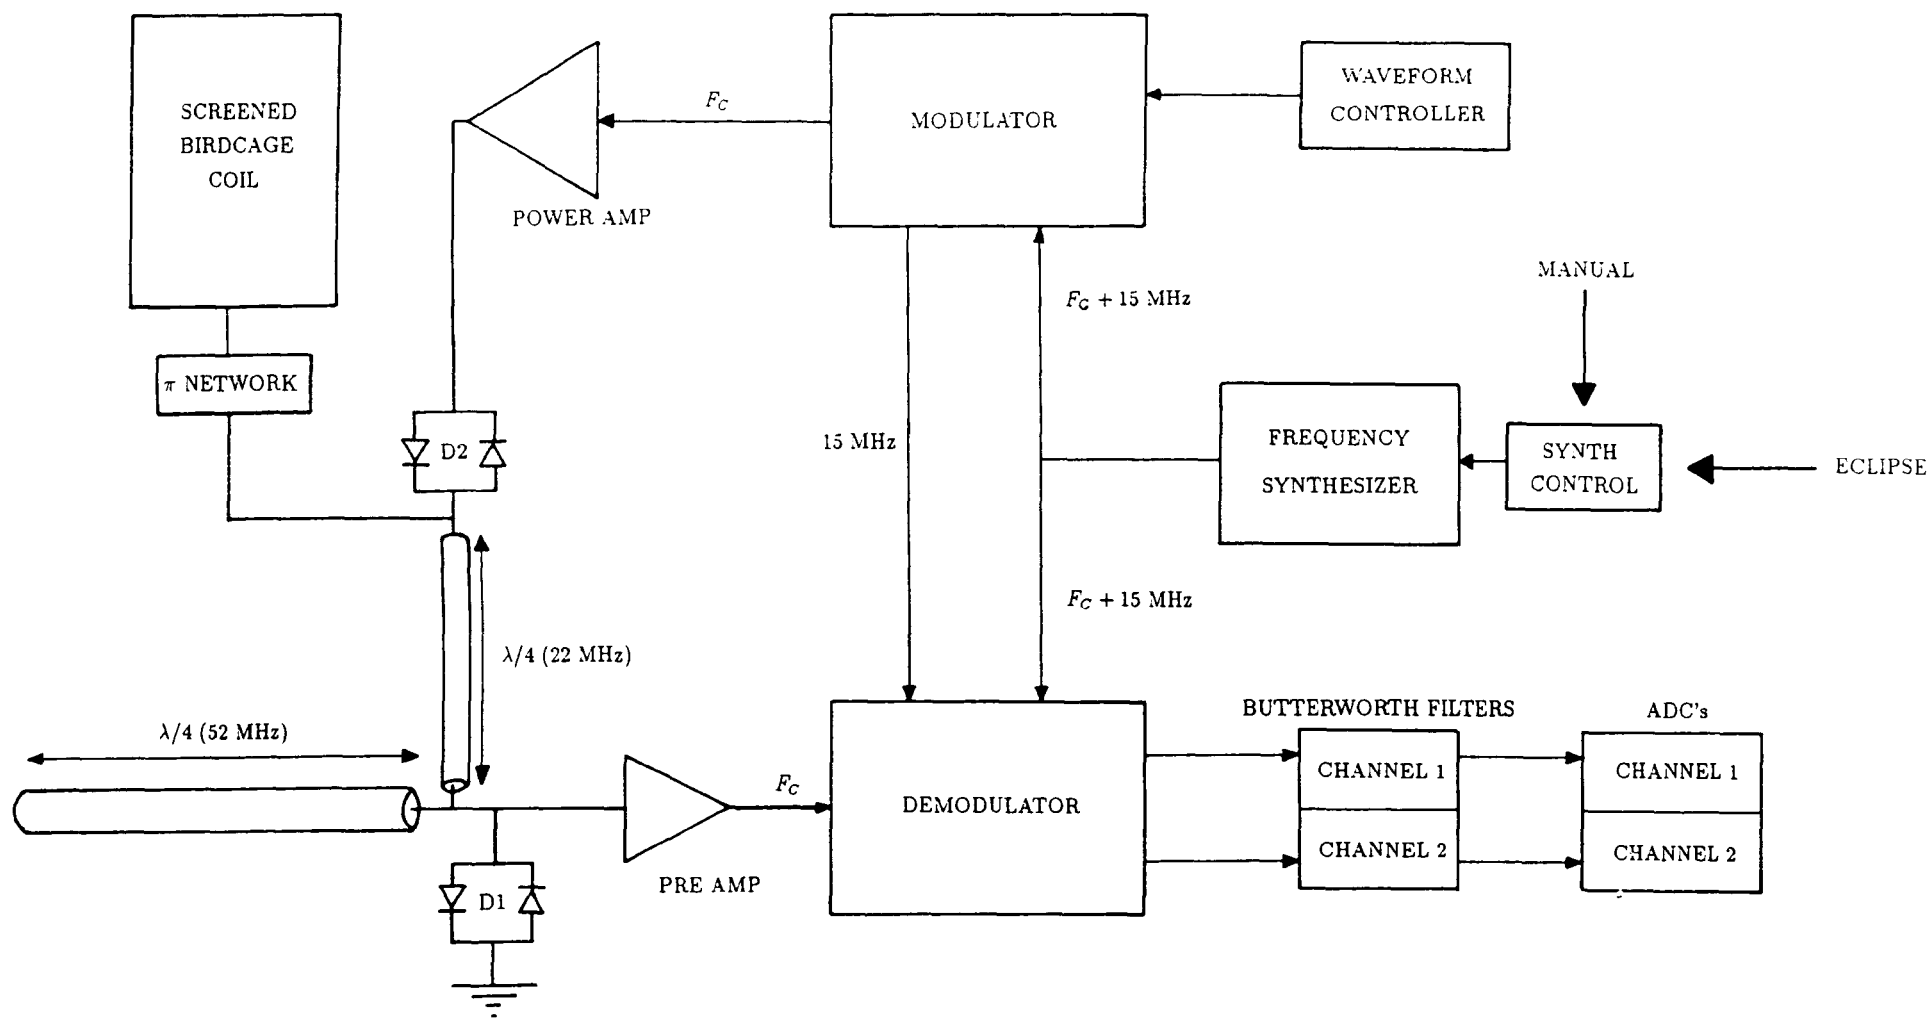 SCREENED
BIRDCAGE
COIL
π NETWORK
F_C
POWER AMP
MODULATOR
WAVEFORM
CONTROLLER
MANUAL
F_C + 15 MHz
15 MHz
D2
FREQUENCY
SYNTHESIZER
SYNTH
CONTROL
ECLIPSE
F_C + 15 MHz
λ/4 (22 MHz)
λ/4 (52 MHz)
PRE AMP
F_C
D1
DEMODULATOR
BUTTERWORTH FILTERS
CHANNEL 1
CHANNEL 2
ADC's
CHANNEL 1
CHANNEL 2